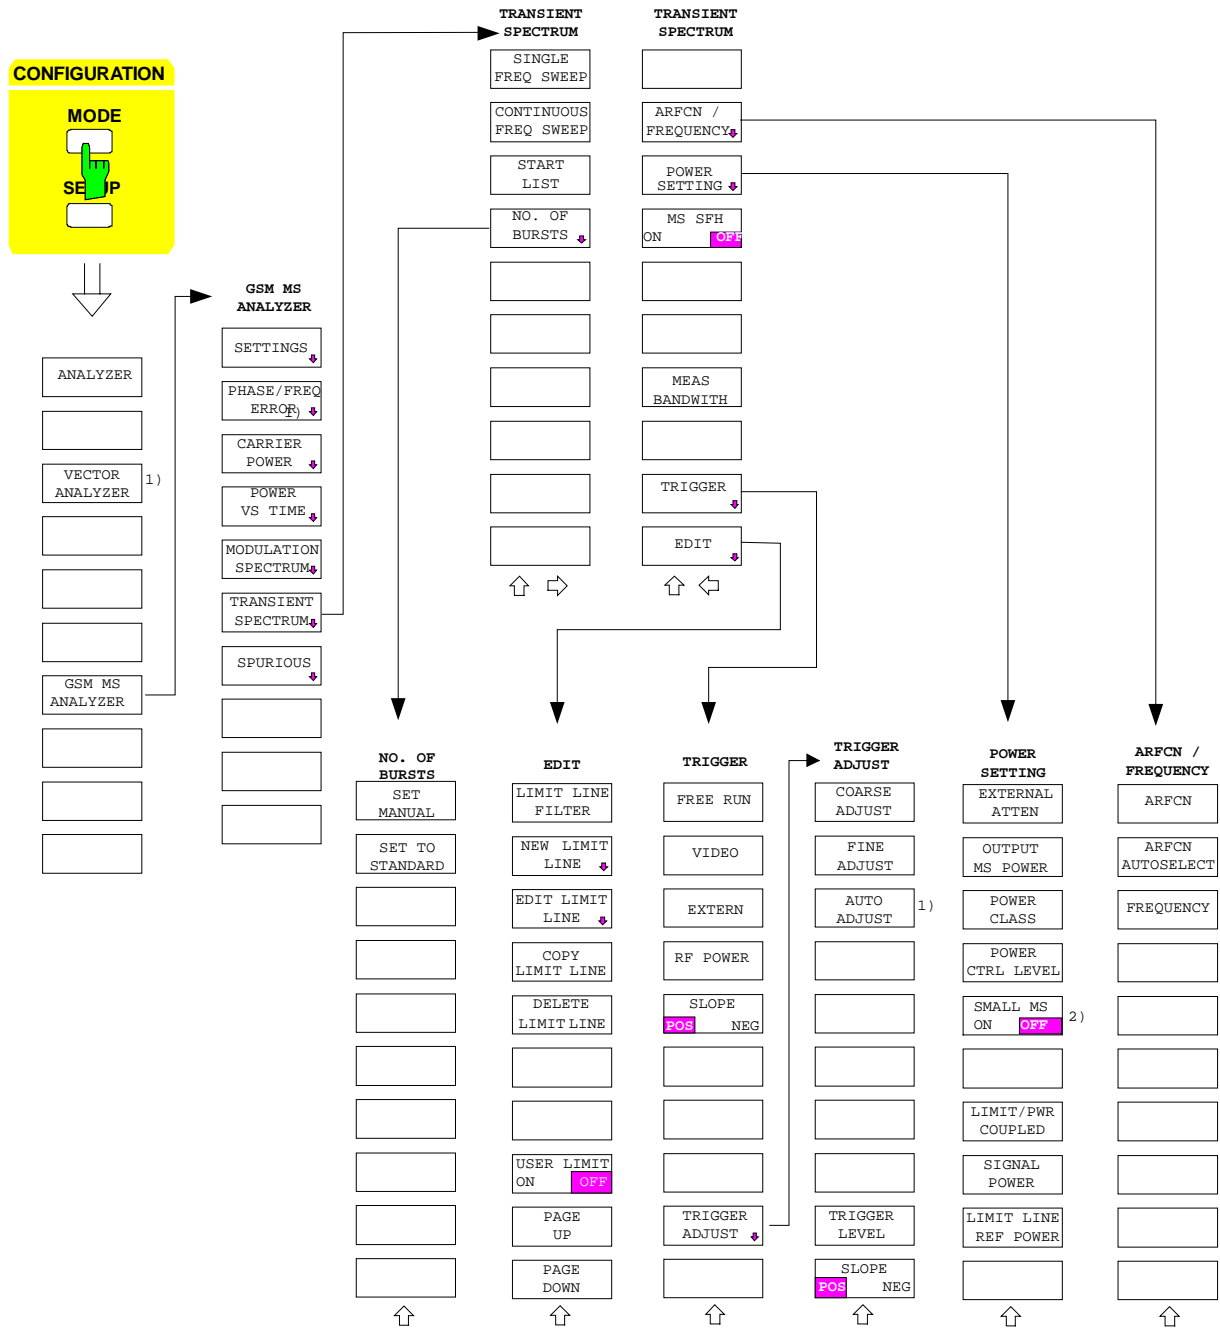 CONFIGURATION
MODE
SETUP
ANALYZER
VECTOR
ANALYZER
1)
GSM MS
ANALYZER
GSM MS
ANALYZER
SETTINGS
PHASE/FREQ
ERROR
1)
CARRIER
POWER
POWER
VS TIME
MODULATION
SPECTRUM
TRANSIENT
SPECTRUM
SPURIOUS
TRANSIENT
SPECTRUM
SINGLE
FREQ SWEEP
CONTINUOUS
FREQ SWEEP
START
LIST
NO. OF
BURSTS
TRANSIENT
SPECTRUM
ARFCN /
FREQUENCY
POWER
SETTING
MS SFH
ON OFF
MEAS
BANDWITH
TRIGGER
EDIT
NO. OF
BURSTS
SET
MANUAL
SET TO
STANDARD
EDIT
LIMIT LINE
FILTER
NEW LIMIT
LINE
EDIT LIMIT
LINE
COPY
LIMIT LINE
DELETE
LIMIT LINE
USER LIMIT
ON OFF
PAGE
UP
PAGE
DOWN
TRIGGER
FREE RUN
VIDEO
EXTERN
RF POWER
SLOPE
POS NEG
TRIGGER
ADJUST
TRIGGER
ADJUST
COARSE
ADJUST
FINE
ADJUST
AUTO
ADJUST
1)
TRIGGER
LEVEL
SLOPE
POS NEG
POWER
SETTING
EXTERNAL
ATTEN
OUTPUT
MS POWER
POWER
CLASS
POWER
CTRL LEVEL
SMALL MS
ON OFF
2)
LIMIT/PWR
COUPLED
SIGNAL
POWER
LIMIT LINE
REF POWER
ARFCN /
FREQUENCY
ARFCN
ARFCN
AUTOSELECT
FREQUENCY